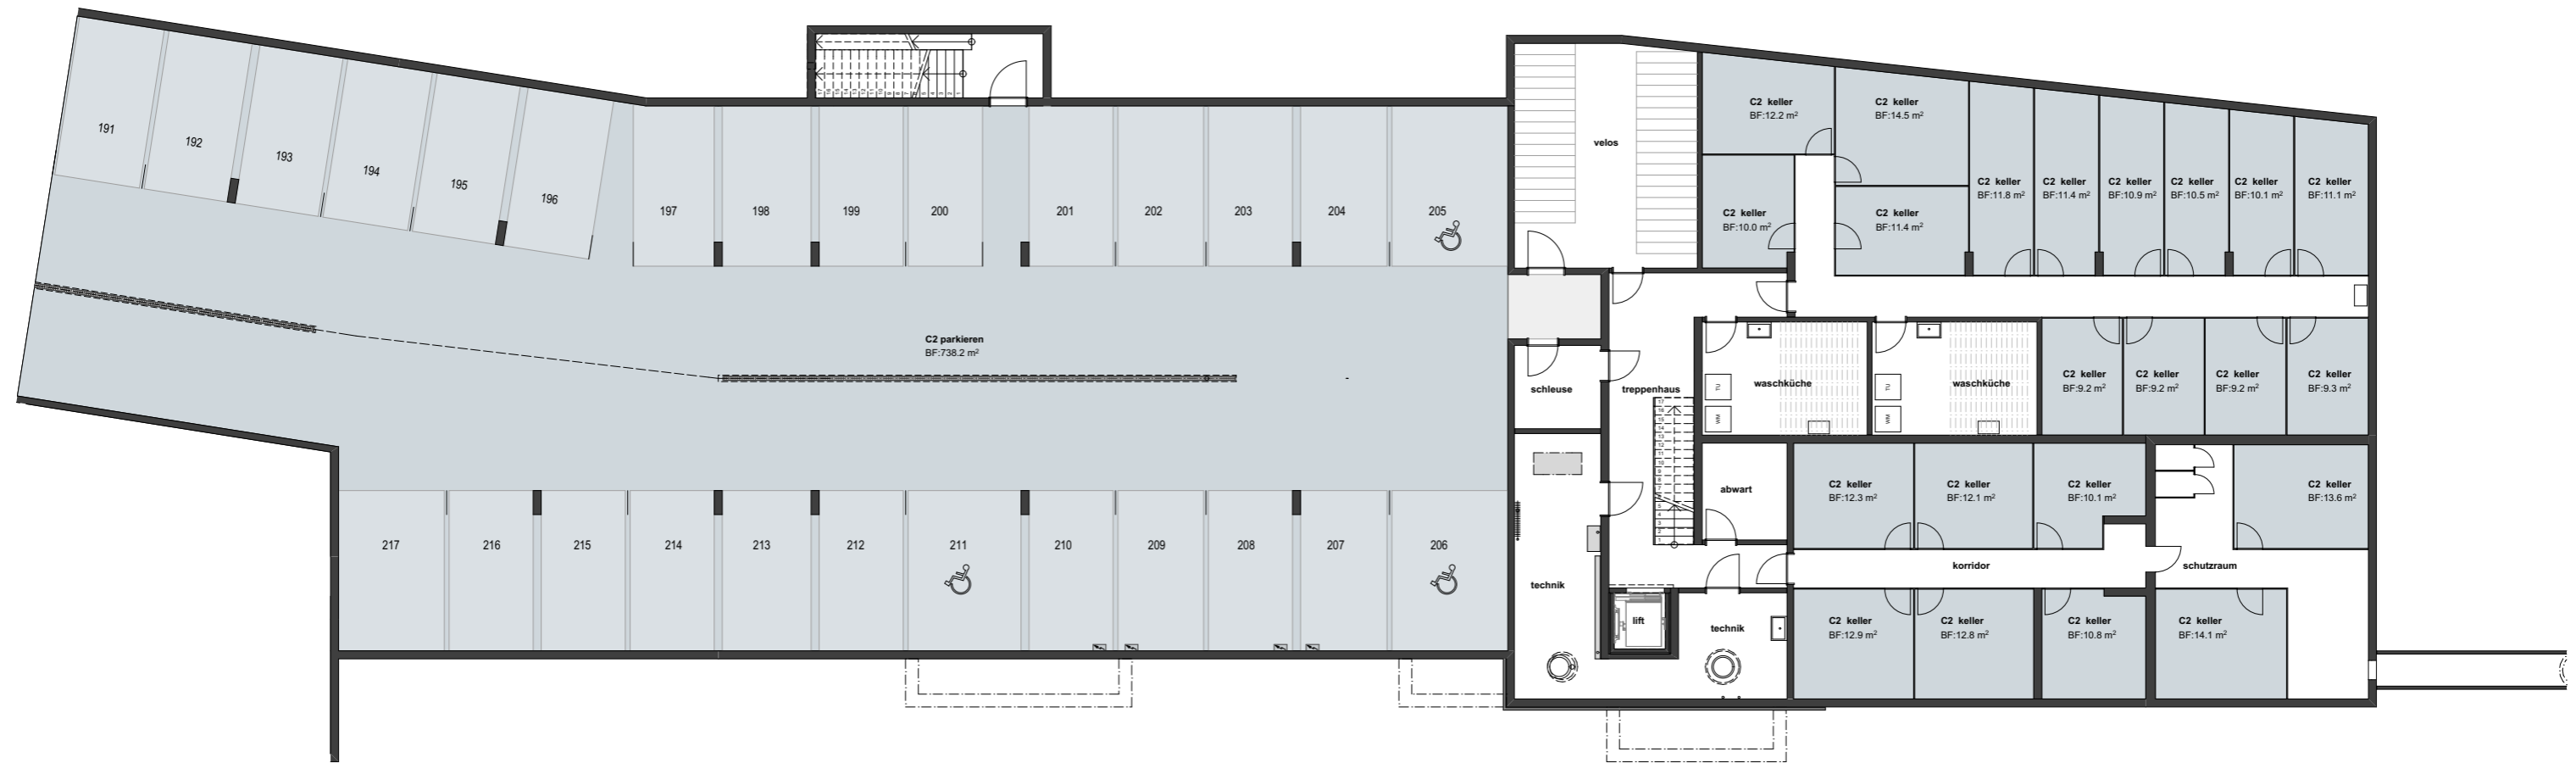 191
192
193
194
195
196
197
198
199
200
201
202
203
204
205
velos
C2 keller
BF:12.2 m²
C2 keller
BF:14.5 m²
C2 keller
BF:10.0 m²
C2 keller
BF:11.4 m²
C2 keller
BF:11.8 m²
C2 keller
BF:11.4 m²
C2 keller
BF:10.9 m²
C2 keller
BF:10.5 m²
C2 keller
BF:10.1 m²
C2 keller
BF:11.1 m²
C2 parkieren
BF:738.2 m²
schleuse
treppenhaus
waschküche
TU
WM
waschküche
TU
WM
C2 keller
BF:9.2 m²
C2 keller
BF:9.2 m²
C2 keller
BF:9.2 m²
C2 keller
BF:9.3 m²
abwart
C2 keller
BF:12.3 m²
C2 keller
BF:12.1 m²
C2 keller
BF:10.1 m²
C2 keller
BF:13.6 m²
217
216
215
214
213
212
211
210
209
208
207
206
technik
korridor
schutzraum
lift
technik
C2 keller
BF:12.9 m²
C2 keller
BF:12.8 m²
C2 keller
BF:10.8 m²
C2 keller
BF:14.1 m²